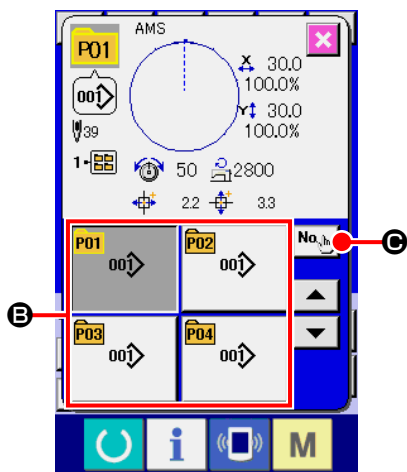 AMS
P01
X 30.0
100.0%
001
Y 30.0
100.0%
39
1
50 2800
2.2 3.3
No.
C
P01 P02
001 001
B
P03 P04
001 001
i M